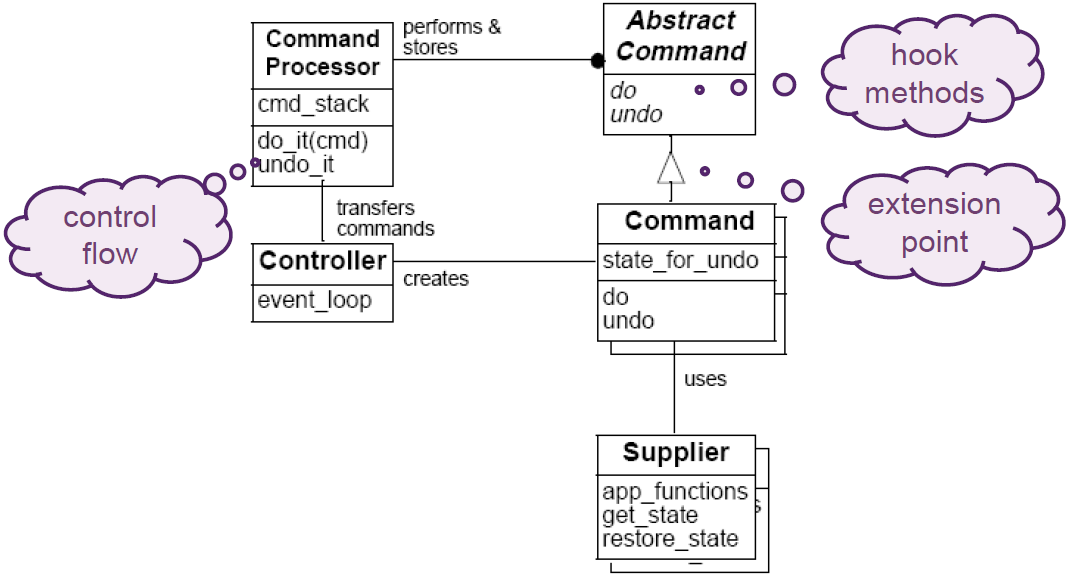 Command
Processor
cmd_stack
do_it(cmd)
undo_it
performs &
stores
Abstract
Command
do
undo
hook
methods
control
flow
transfers
commands
Controller
event_loop
creates
Command
state_for_undo
do
undo
extension
point
uses
Supplier
app_functions
get_state
restore_state